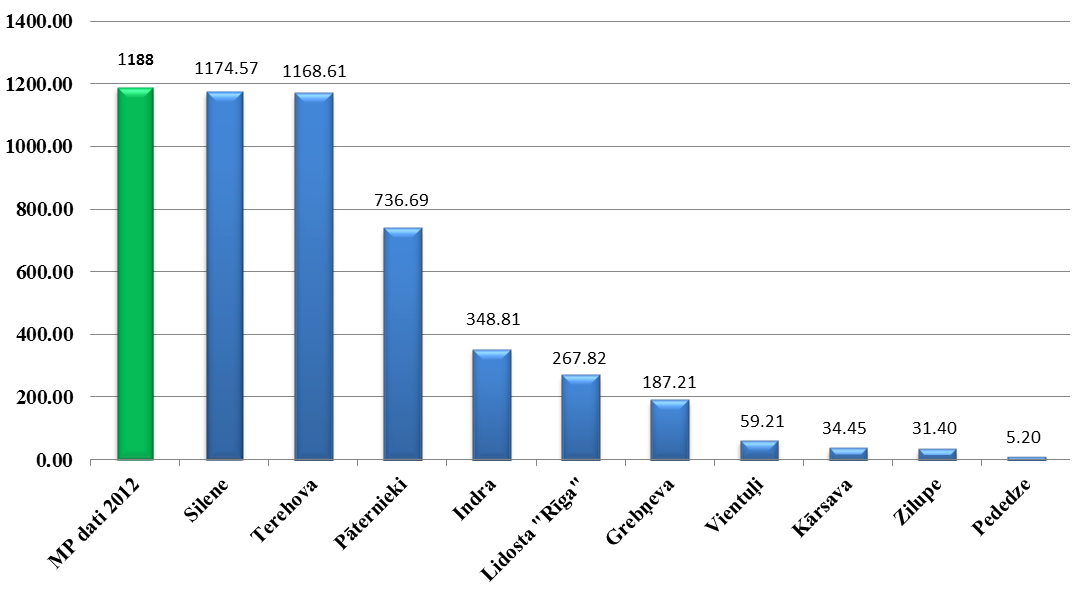 1400.00
1200.00
1000.00
800.00
600.00
400.00
200.00
0.00
1188
1174.57
1168.61
736.69
348.81
267.82
187.21
59.21
34.45
31.40
5.20
MP dati 2012
Silene
Terehova
Pāternieki
Indra
Lidosta "Rīga"
Grebņeva
Vientuļi
Kārsava
Zilupe
Pededze